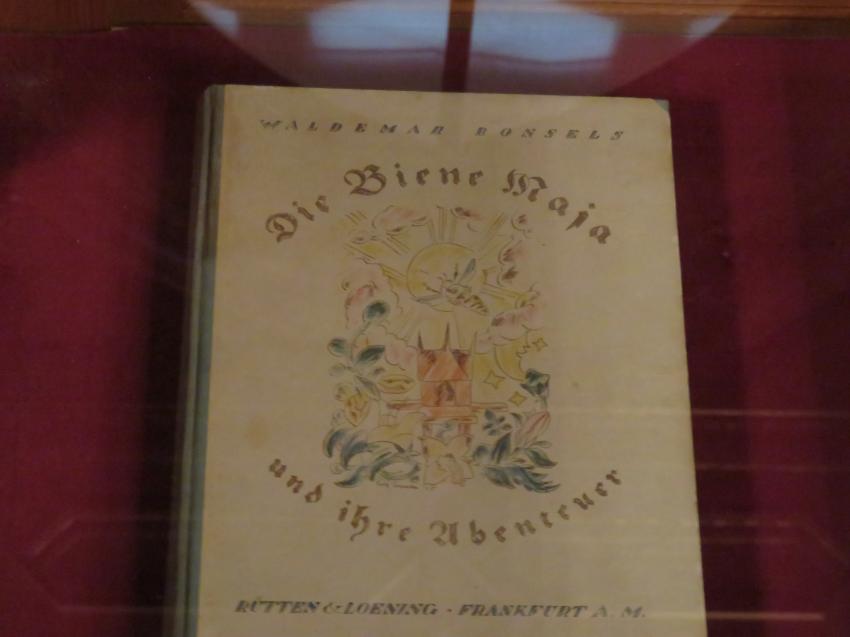 WALDEMAR BONSELS
Die Biene Maja
und ihre Abenteuer
RÜTTEN & LOENING - FRANKFURT A. M.